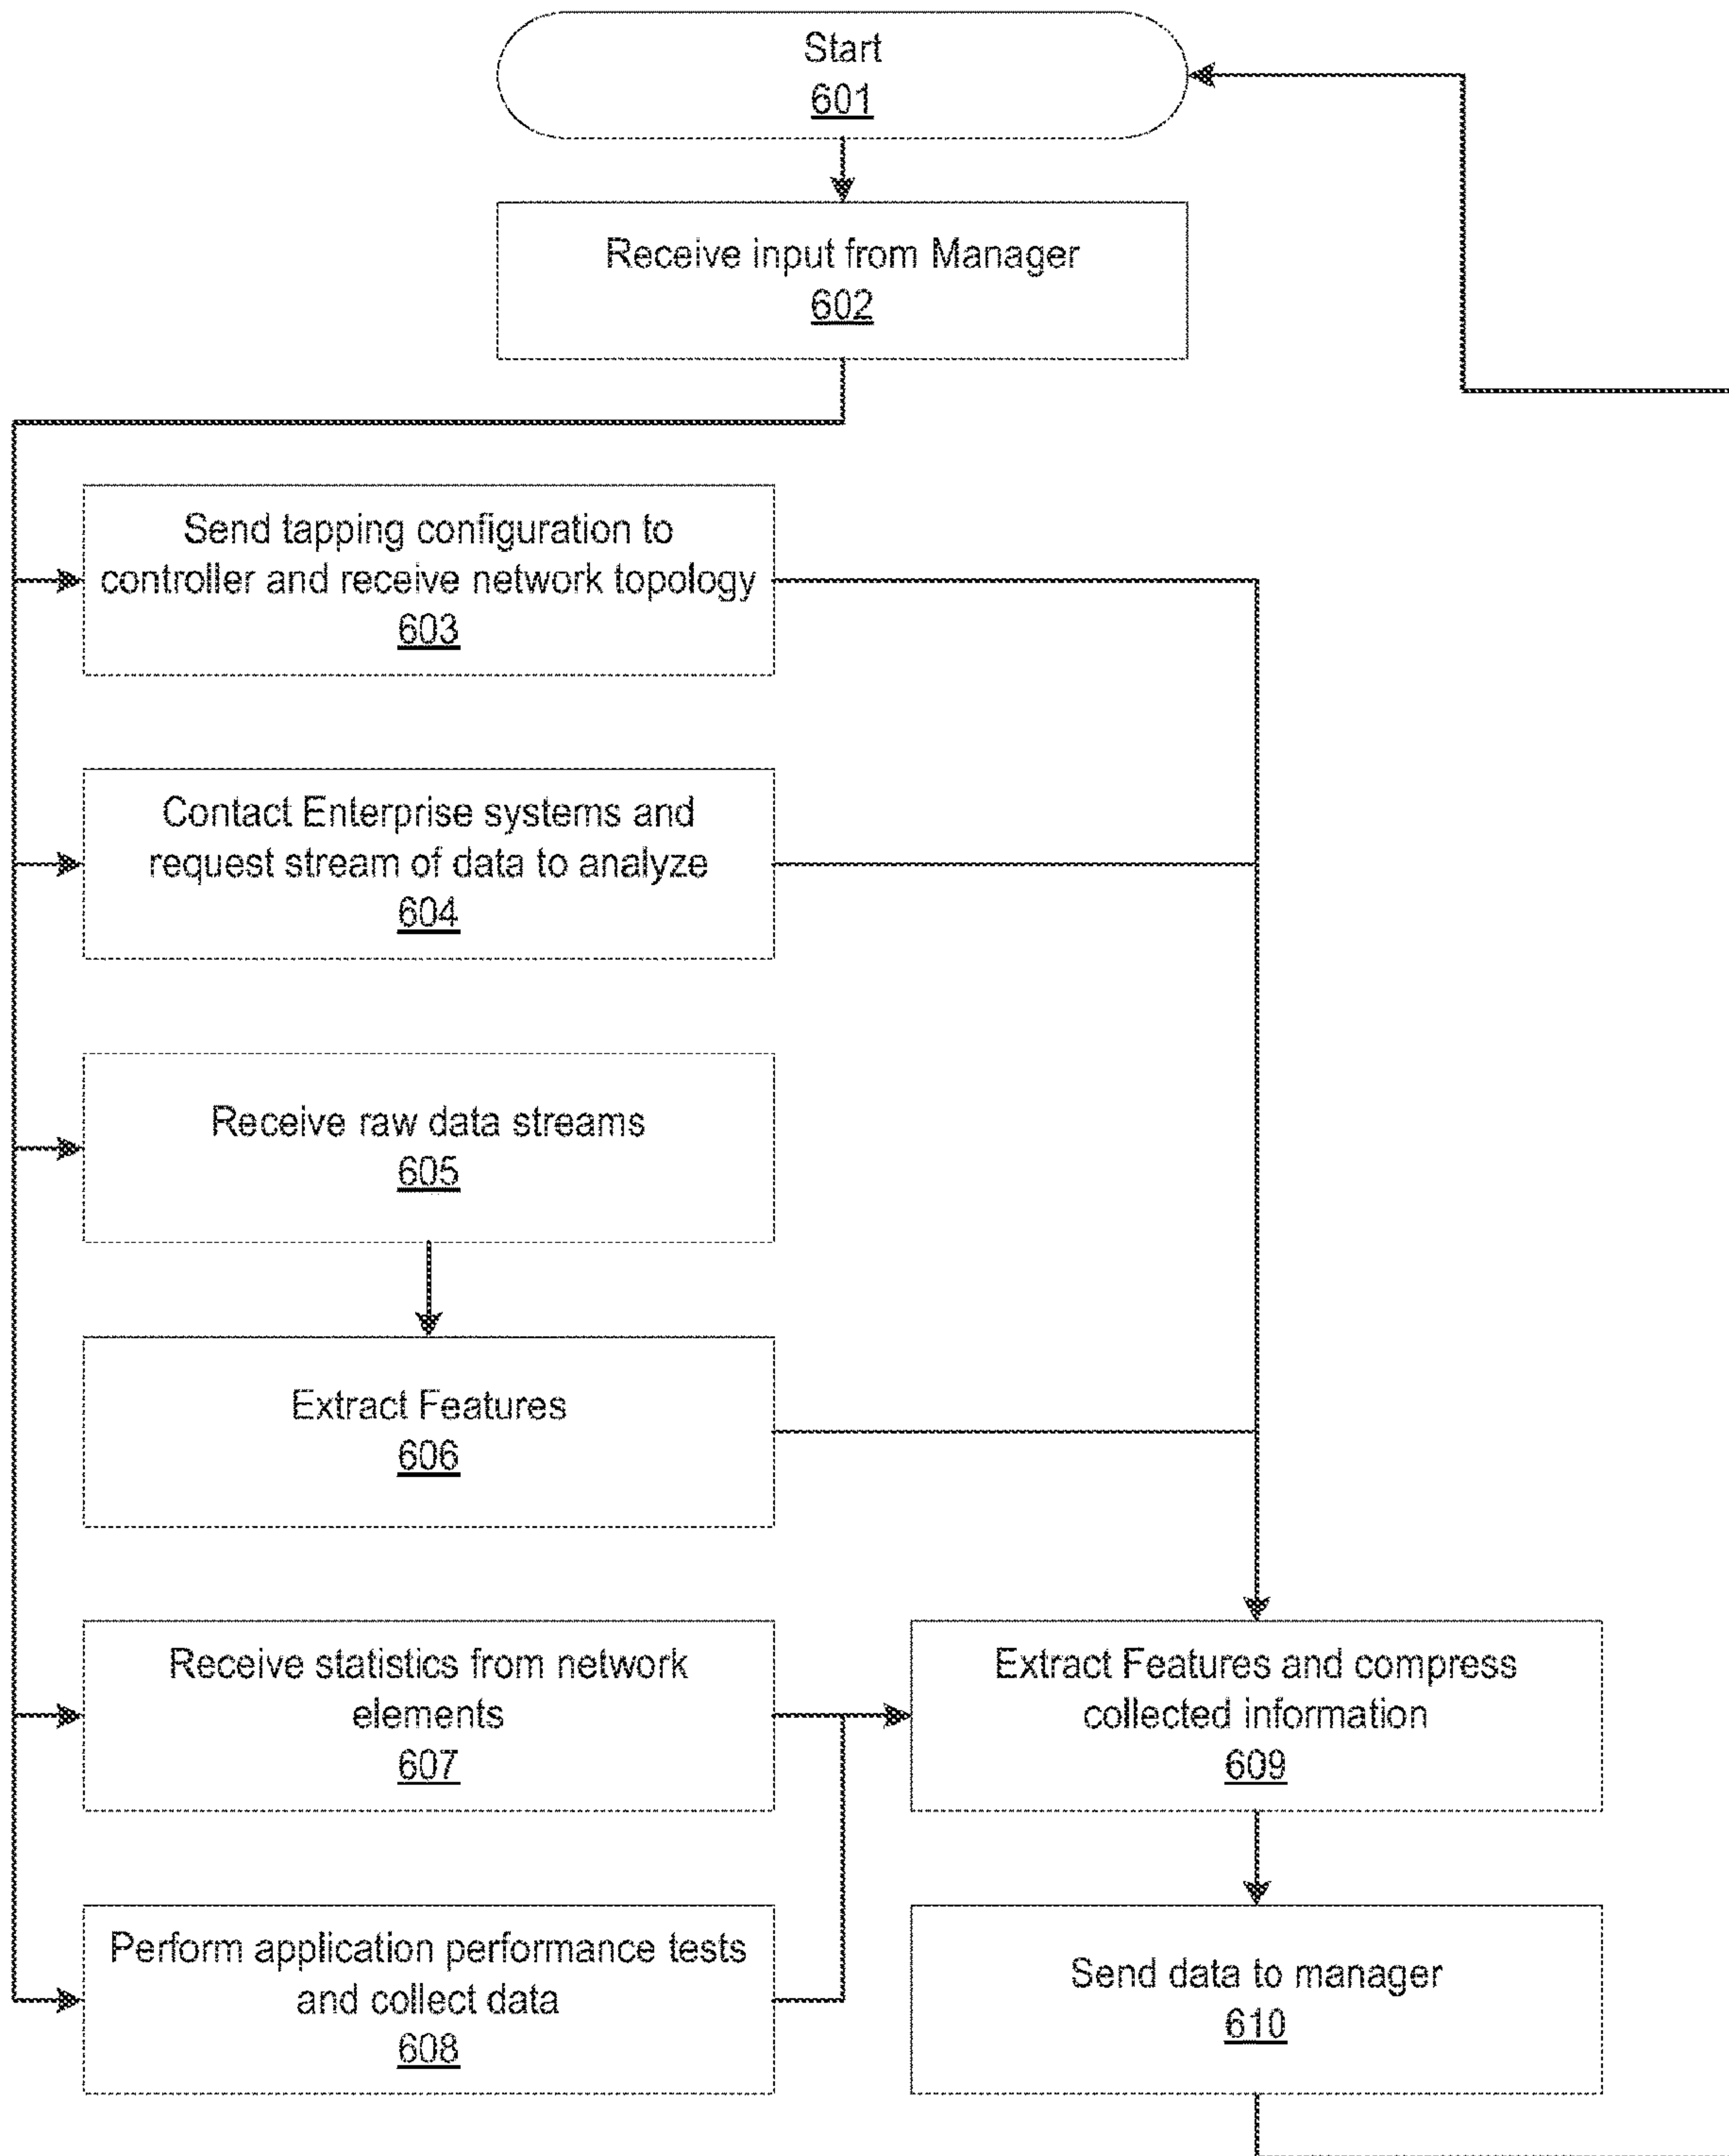 Start
601
Receive input from Manager
602
Send tapping configuration to
controller and receive network topology
603
Contact Enterprise systems and
request stream of data to analyze
604
Receive raw data streams
605
Extract Features
606
Receive statistics from network
elements
607
Extract Features and compress
collected information
609
Perform application performance tests
and collect data
608
Send data to manager
610